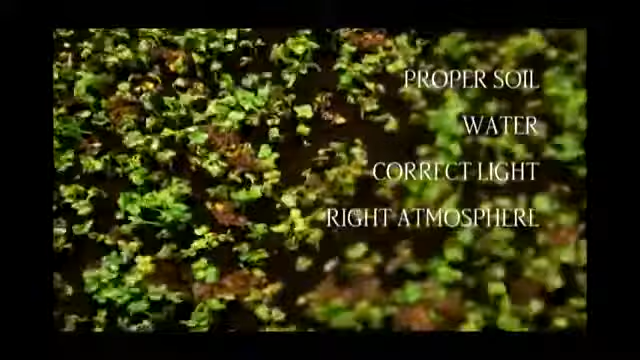 PROPER SOIL
WATER
CORRECT LIGHT
RIGHT ATMOSPHERE